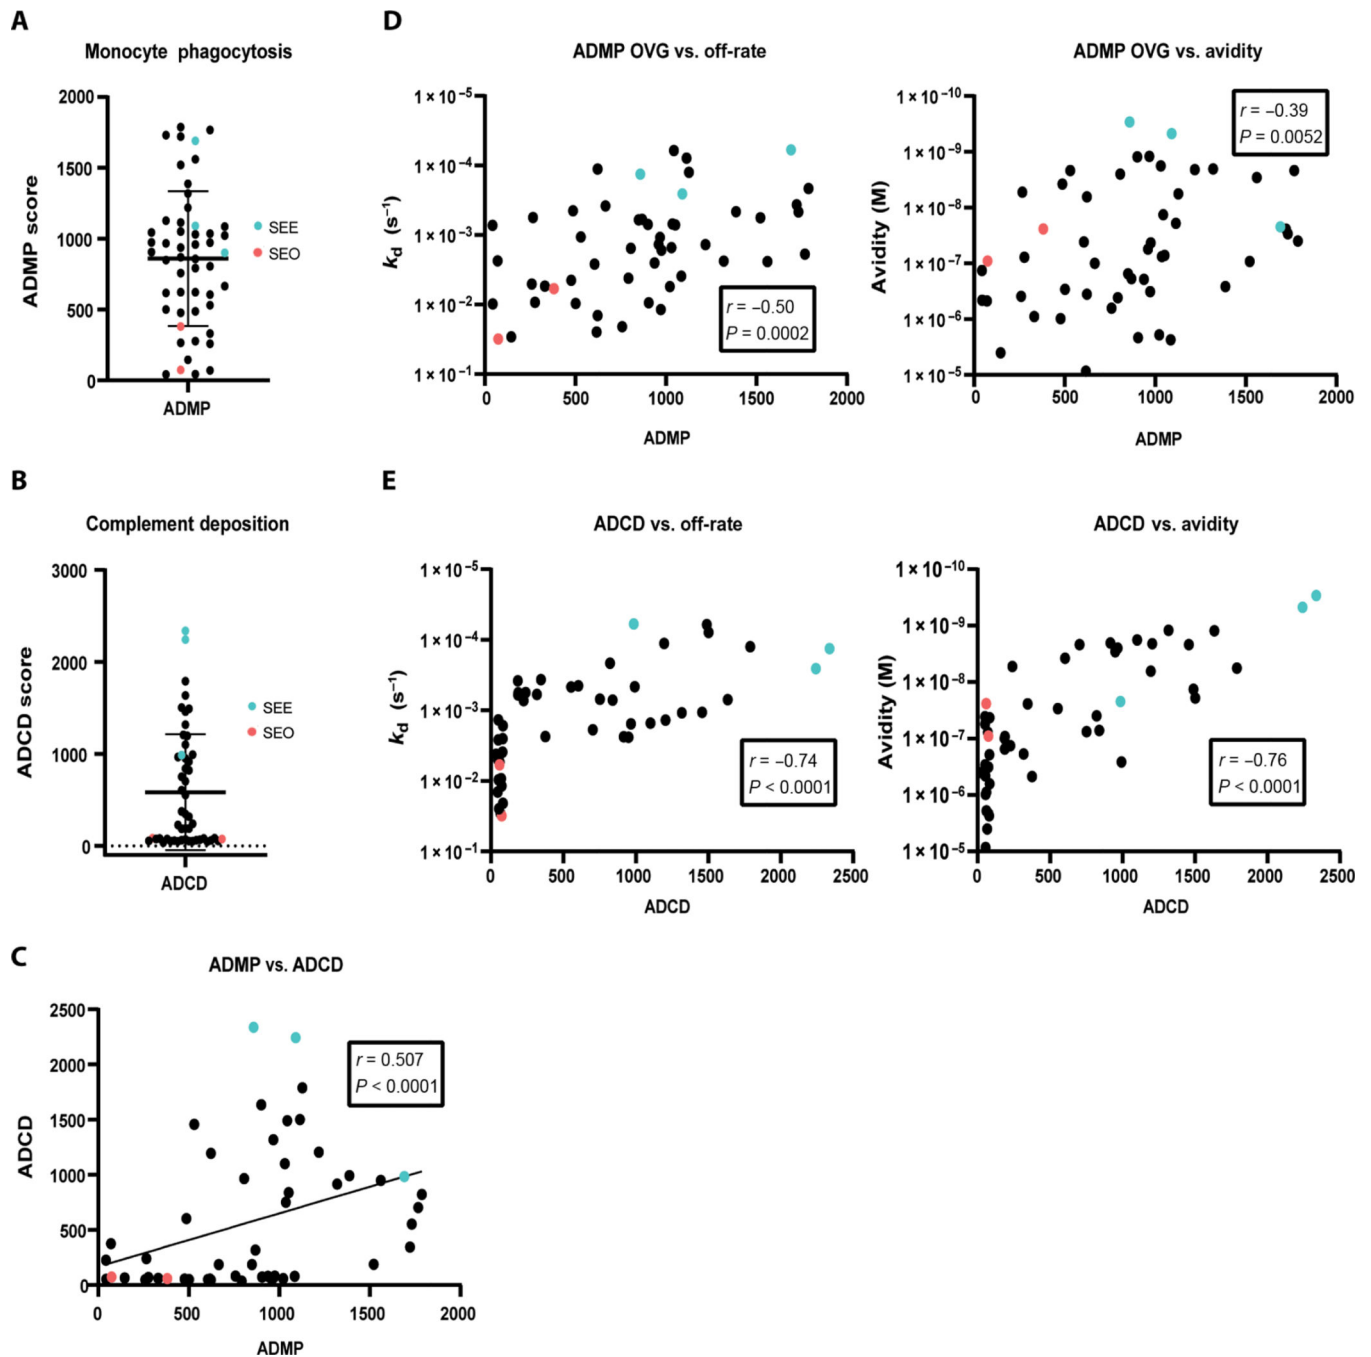 A
Monocyte phagocytosis
ADMP score
2000
1500
1000
500
0
ADMP
SEE
SEO
D
ADMP OVG vs. off-rate
k_d (s⁻¹)
1 × 10⁻⁵
1 × 10⁻⁴
1 × 10⁻³
1 × 10⁻²
1 × 10⁻¹
0 500 1000 1500 2000
ADMP
r = −0.50
P = 0.0002
ADMP OVG vs. avidity
Avidity (M)
1 × 10⁻¹⁰
1 × 10⁻⁹
1 × 10⁻⁸
1 × 10⁻⁷
1 × 10⁻⁶
1 × 10⁻⁵
0 500 1000 1500 2000
ADMP
r = −0.39
P = 0.0052
B
Complement deposition
ADCD score
3000
2000
1000
0
ADCD
SEE
SEO
E
ADCD vs. off-rate
k_d (s⁻¹)
1 × 10⁻⁵
1 × 10⁻⁴
1 × 10⁻³
1 × 10⁻²
1 × 10⁻¹
0 500 1000 1500 2000 2500
ADCD
r = −0.74
P < 0.0001
ADCD vs. avidity
Avidity (M)
1 × 10⁻¹⁰
1 × 10⁻⁹
1 × 10⁻⁸
1 × 10⁻⁷
1 × 10⁻⁶
1 × 10⁻⁵
0 500 1000 1500 2000 2500
ADCD
r = −0.76
P < 0.0001
C
ADMP vs. ADCD
ADCD
2500
2000
1500
1000
500
0
0 500 1000 1500 2000
ADMP
r = 0.507
P < 0.0001